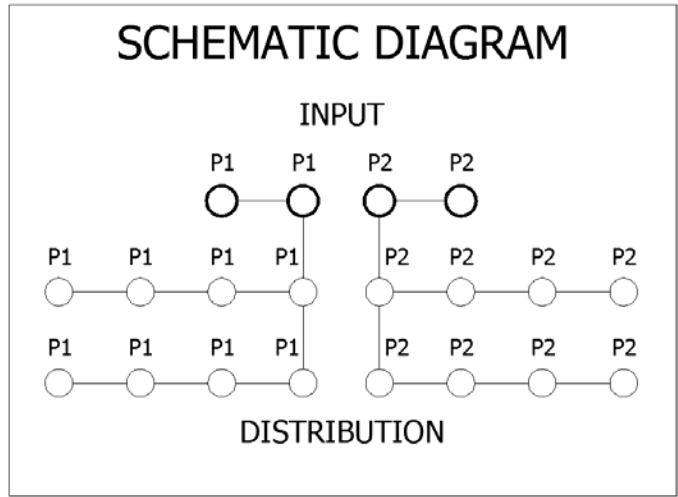 SCHEMATIC DIAGRAM
INPUT
P1 P1 P2 P2
P1 P1 P1 P1 P2 P2 P2 P2
P1 P1 P1 P1 P2 P2 P2 P2
DISTRIBUTION